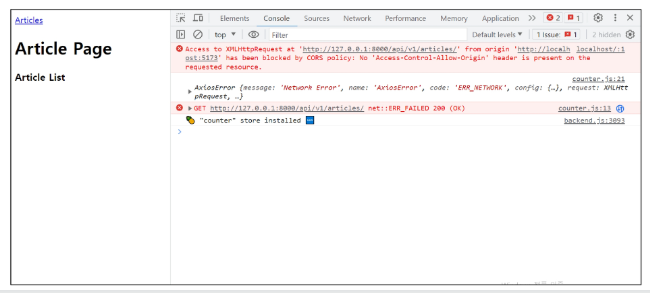 Articles
Article Page
Article List
Elements Console Sources Network Performance Memory Application 2 1
top Filter Default levels 1 Issue: 1 2 hidden
Access to XMLHttpRequest at 'http://127.0.0.1:8000/api/v1/articles/' from origin 'http://localh localhost/:1
ost:5173' has been blocked by CORS policy: No 'Access-Control-Allow-Origin' header is present on the
requested resource.
counter.js:21
AxiosError {message: 'Network Error', name: 'AxiosError', code: 'ERR_NETWORK', config: {…}, request: XMLHtt
pRequest, …}
GET http://127.0.0.1:8000/api/v1/articles/ net::ERR_FAILED 200 (OK) counter.js:13
"counter" store installed backend.js:3093